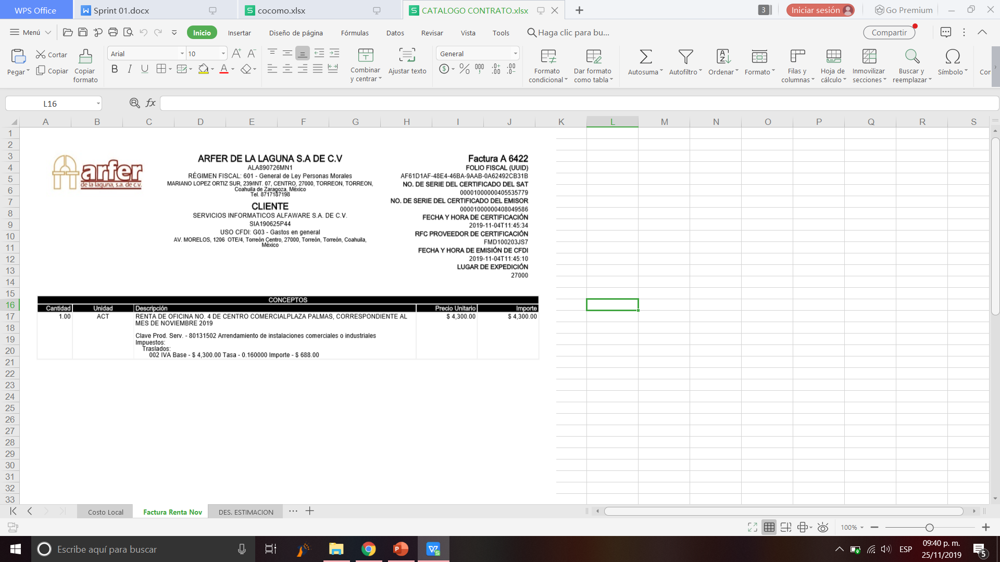 WPS Office
Sprint 01.docx
cocomo.xlsx
CATALOGO CONTRATO.xlsx
3
Iniciar sesión
Go Premium
Menú
Inicio
Insertar
Diseño de página
Fórmulas
Datos
Revisar
Vista
Tools
Haga clic para bu...
Compartir
Pegar
Cortar
Copiar
Copiar formato
Arial
10
Combinar y centrar
Ajustar texto
General
Formato condicional
Dar formato como tabla
Autosuma
Autofiltro
Ordenar
Formato
Filas y columnas
Hoja de cálculo
Inmovilizar secciones
Buscar y reemplazar
Símbolo
Cor
L16
fx
A B C D E F G H I J K L M N O P Q R S
1
2
3
4
5
6
7
8
9
10
11
12
13
14
15
16
17
18
19
20
21
22
23
24
25
26
27
28
29
30
31
32
33
arfer
de la laguna, s.a. de c.v.
ARFER DE LA LAGUNA S.A DE C.V
ALA890726MN1
RÉGIMEN FISCAL: 601 - General de Ley Personas Morales
MARIANO LOPEZ ORTIZ SUR, 239/INT. 07, CENTRO, 27000, TORREON, TORREON,
Coahuila de Zaragoza, México
Tel. 8717187198
CLIENTE
SERVICIOS INFORMATICOS ALFAWARE S.A. DE C.V.
SIA190625P44
USO CFDI: G03 - Gastos en general
AV. MORELOS, 1206 OTE/4, Torreón Centro, 27000, Torreón, Torreón, Coahuila,
México
Factura A 6422
FOLIO FISCAL (UUID)
AF61D1AF-48E4-46BA-9AAB-0A62492CB31B
NO. DE SERIE DEL CERTIFICADO DEL SAT
00001000000405535779
NO. DE SERIE DEL CERTIFICADO DEL EMISOR
00001000000408049586
FECHA Y HORA DE CERTIFICACIÓN
2019-11-04T11:45:34
RFC PROVEEDOR DE CERTIFICACIÓN
FMD100203JS7
FECHA Y HORA DE EMISIÓN DE CFDI
2019-11-04T11:45:10
LUGAR DE EXPEDICIÓN
27000
CONCEPTOS
Cantidad Unidad Descripción Precio Unitario Importe
1.00 ACT RENTA DE OFICINA NO. 4 DE CENTRO COMERCIALPLAZA PALMAS, CORRESPONDIENTE AL $ 4,300.00 $ 4,300.00
MES DE NOVIEMBRE 2019
Clave Prod. Serv. - 80131502 Arrendamiento de instalaciones comerciales o industriales
Impuestos:
Traslados:
002 IVA Base - $ 4,300.00 Tasa - 0.160000 Importe - $ 688.00
Costo Local
Factura Renta Nov
DES. ESTIMACION
100%
Escribe aquí para buscar
ESP
09:40 p. m.
25/11/2019
5